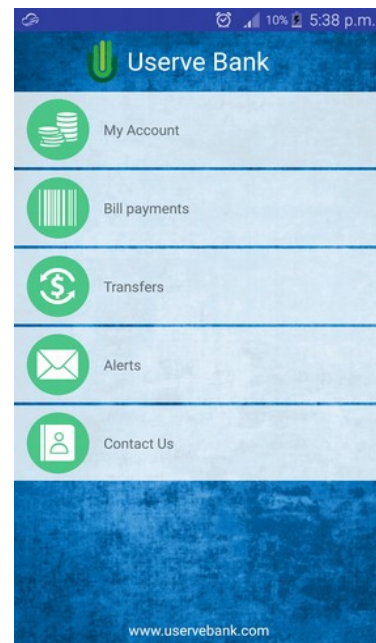 10% 5:38 p.m.
Userve Bank
My Account
Bill payments
Transfers
Alerts
Contact Us
www.uservebank.com